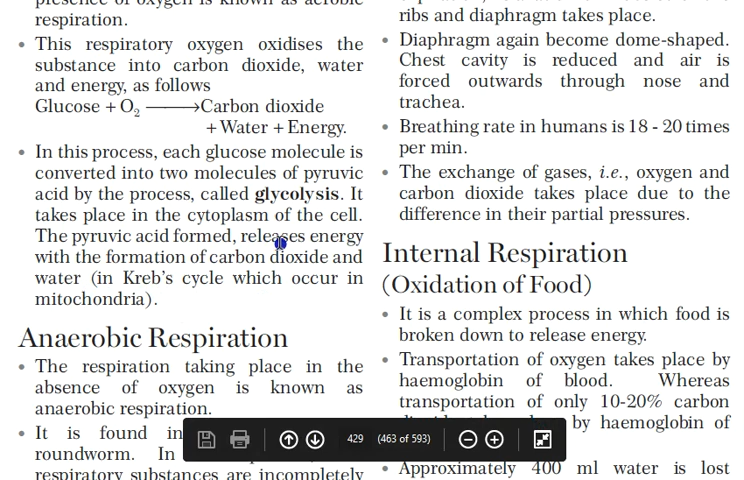 respiration.
• This respiratory oxygen oxidises the
substance into carbon dioxide, water
and energy, as follows
Glucose + O₂ ⟶ Carbon dioxide
+ Water + Energy.
• In this process, each glucose molecule is
converted into two molecules of pyruvic
acid by the process, called glycolysis. It
takes place in the cytoplasm of the cell.
The pyruvic acid formed, releases energy
with the formation of carbon dioxide and
water (in Kreb's cycle which occur in
mitochondria).
Anaerobic Respiration
• The respiration taking place in the
absence of oxygen is known as
anaerobic respiration.
• It is found in
roundworm. In
respiratory substances are incompletely
ribs and diaphragm takes place.
• Diaphragm again become dome-shaped.
Chest cavity is reduced and air is
forced outwards through nose and
trachea.
• Breathing rate in humans is 18 - 20 times
per min.
• The exchange of gases, i.e., oxygen and
carbon dioxide takes place due to the
difference in their partial pressures.
Internal Respiration
(Oxidation of Food)
• It is a complex process in which food is
broken down to release energy.
• Transportation of oxygen takes place by
haemoglobin of blood. Whereas
transportation of only 10-20% carbon
by haemoglobin of
• Approximately 400 ml water is lost
429 (463 of 593)